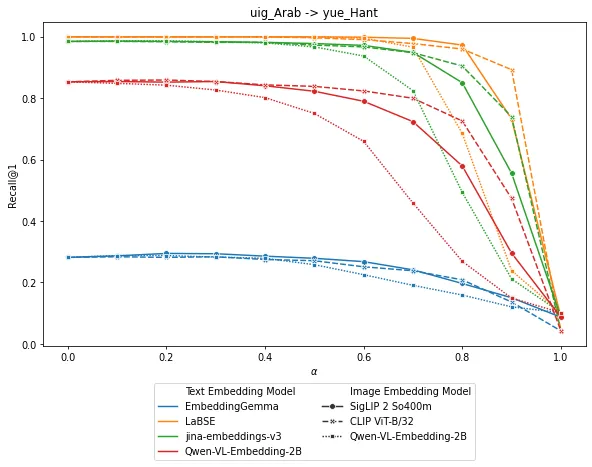 uig_Arab -> yue_Hant
Recall@1
1.0
0.8
0.6
0.4
0.2
0.0
0.0 0.2 0.4 0.6 0.8 1.0
α
Text Embedding Model
EmbeddingGemma
LaBSE
jina-embeddings-v3
Qwen-VL-Embedding-2B
Image Embedding Model
SigLIP 2 So400m
CLIP ViT-B/32
Qwen-VL-Embedding-2B